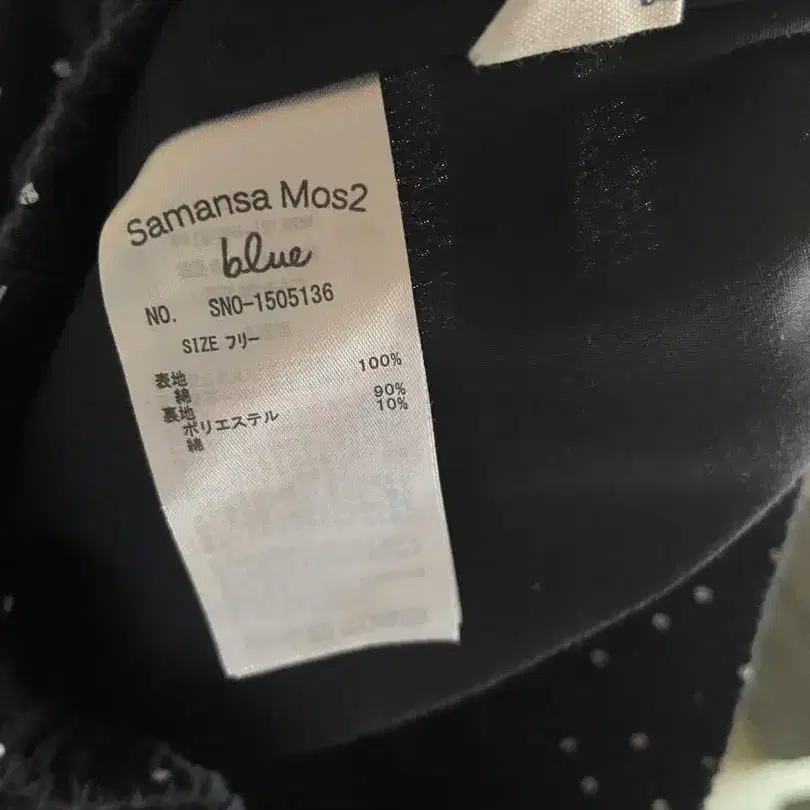 Samansa Mos2
blue
NO. SNO-1505136
SIZE フリー
表地
綿 100%
裏地
ポリエステル 90%
綿 10%